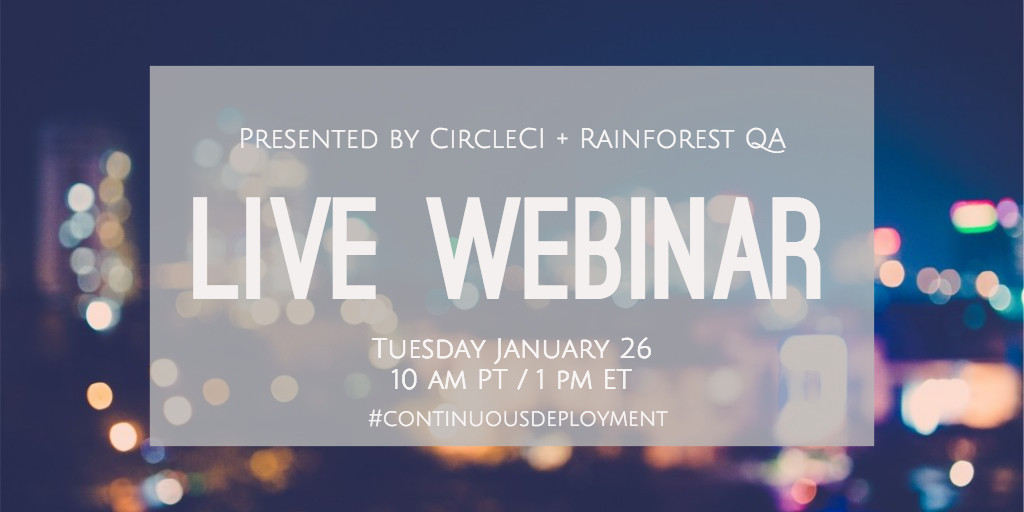 Presented by CircleCI + Rainforest QA
LIVE WEBINAR
Tuesday January 26
10 am PT / 1 pm ET
#continuousdeployment